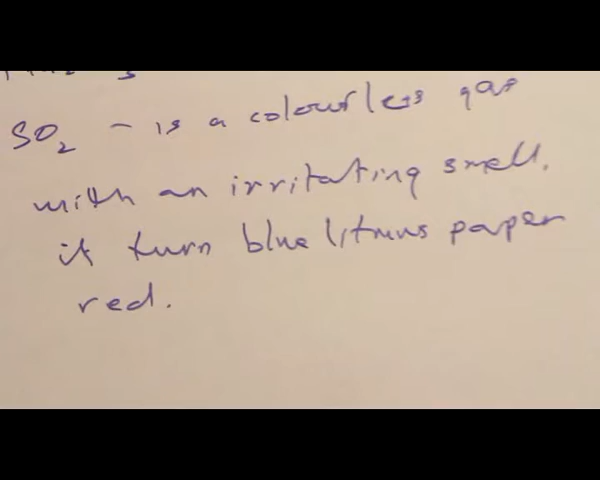 SO2 - is a colourless gas
with an irritating smell.
it turn blue litmus paper
red.